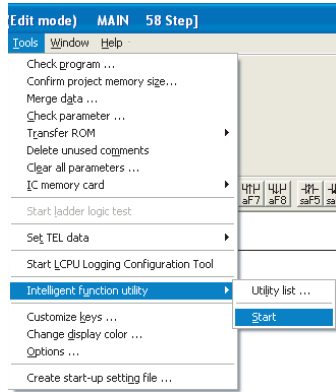 (Edit mode) MAIN 58 Step]
Tools Window Help
Check program ...
Confirm project memory size...
Merge data ...
Check parameter ...
Transfer ROM
Delete unused comments
Clear all parameters ...
IC memory card
aF7 aF8 saF5
Start ladder logic test
Set TEL data
Start LCPU Logging Configuration Tool
Intelligent function utility
Utility list ...
Start
Customize keys ...
Change display color ...
Options ...
Create start-up setting file ...